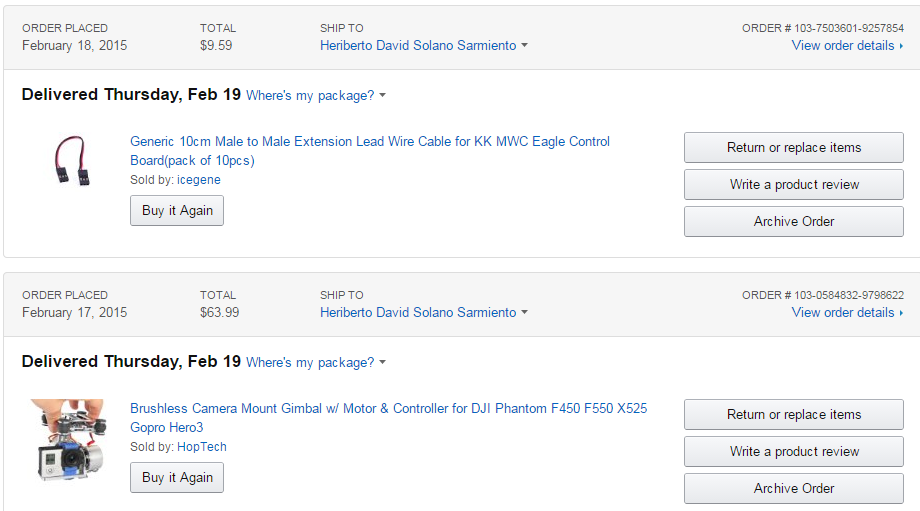 ORDER PLACED TOTAL SHIP TO ORDER # 103-7503601-9257854
February 18, 2015 $9.59 Heriberto David Solano Sarmiento View order details
Delivered Thursday, Feb 19 Where's my package?
Generic 10cm Male to Male Extension Lead Wire Cable for KK MWC Eagle Control
Board(pack of 10pcs)
Sold by: icegene
Buy it Again
Return or replace items
Write a product review
Archive Order
ORDER PLACED TOTAL SHIP TO ORDER # 103-0584832-9798622
February 17, 2015 $63.99 Heriberto David Solano Sarmiento View order details
Delivered Thursday, Feb 19 Where's my package?
Brushless Camera Mount Gimbal w/ Motor & Controller for DJI Phantom F450 F550 X525
Gopro Hero3
Sold by: HopTech
Buy it Again
Return or replace items
Write a product review
Archive Order